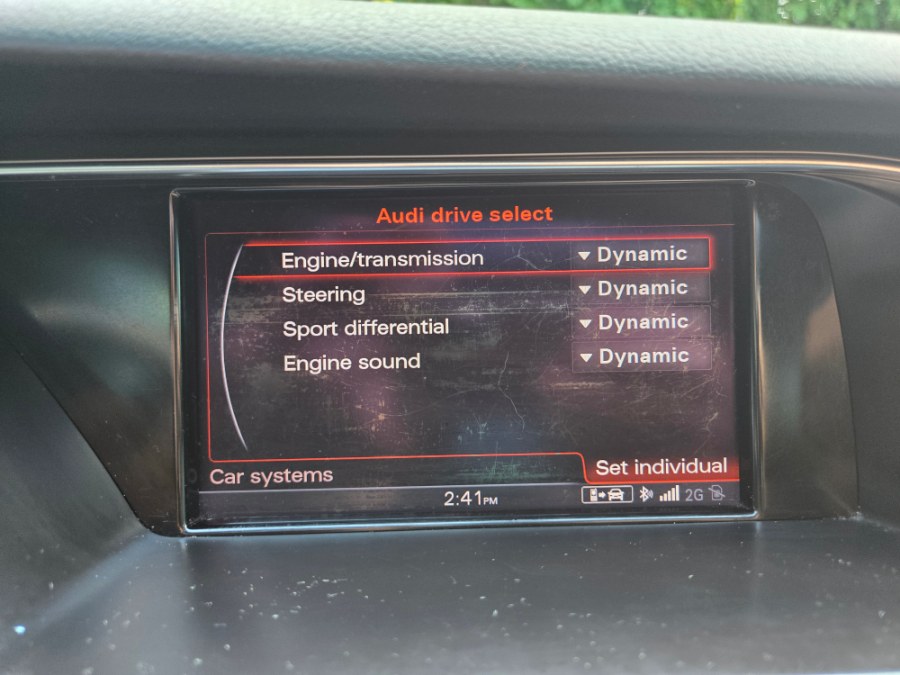 Audi drive select
Engine/transmission ▼ Dynamic
Steering ▼ Dynamic
Sport differential ▼ Dynamic
Engine sound ▼ Dynamic
Car systems Set individual
2:41PM 2G